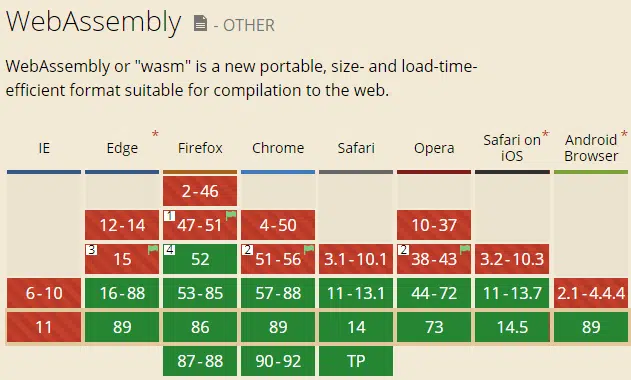 WebAssembly - OTHER
WebAssembly or "wasm" is a new portable, size- and load-time-
efficient format suitable for compilation to the web.
IE Edge * Firefox Chrome Safari Opera Safari on iOS * Android Browser *
2-46
12-14 1 47-51 4-50 10-37
3 15 4 52 2 51-56 3.1-10.1 2 38-43 3.2-10.3
6-10 16-88 53-85 57-88 11-13.1 44-72 11-13.7 2.1-4.4.4
11 89 86 89 14 73 14.5 89
87-88 90-92 TP